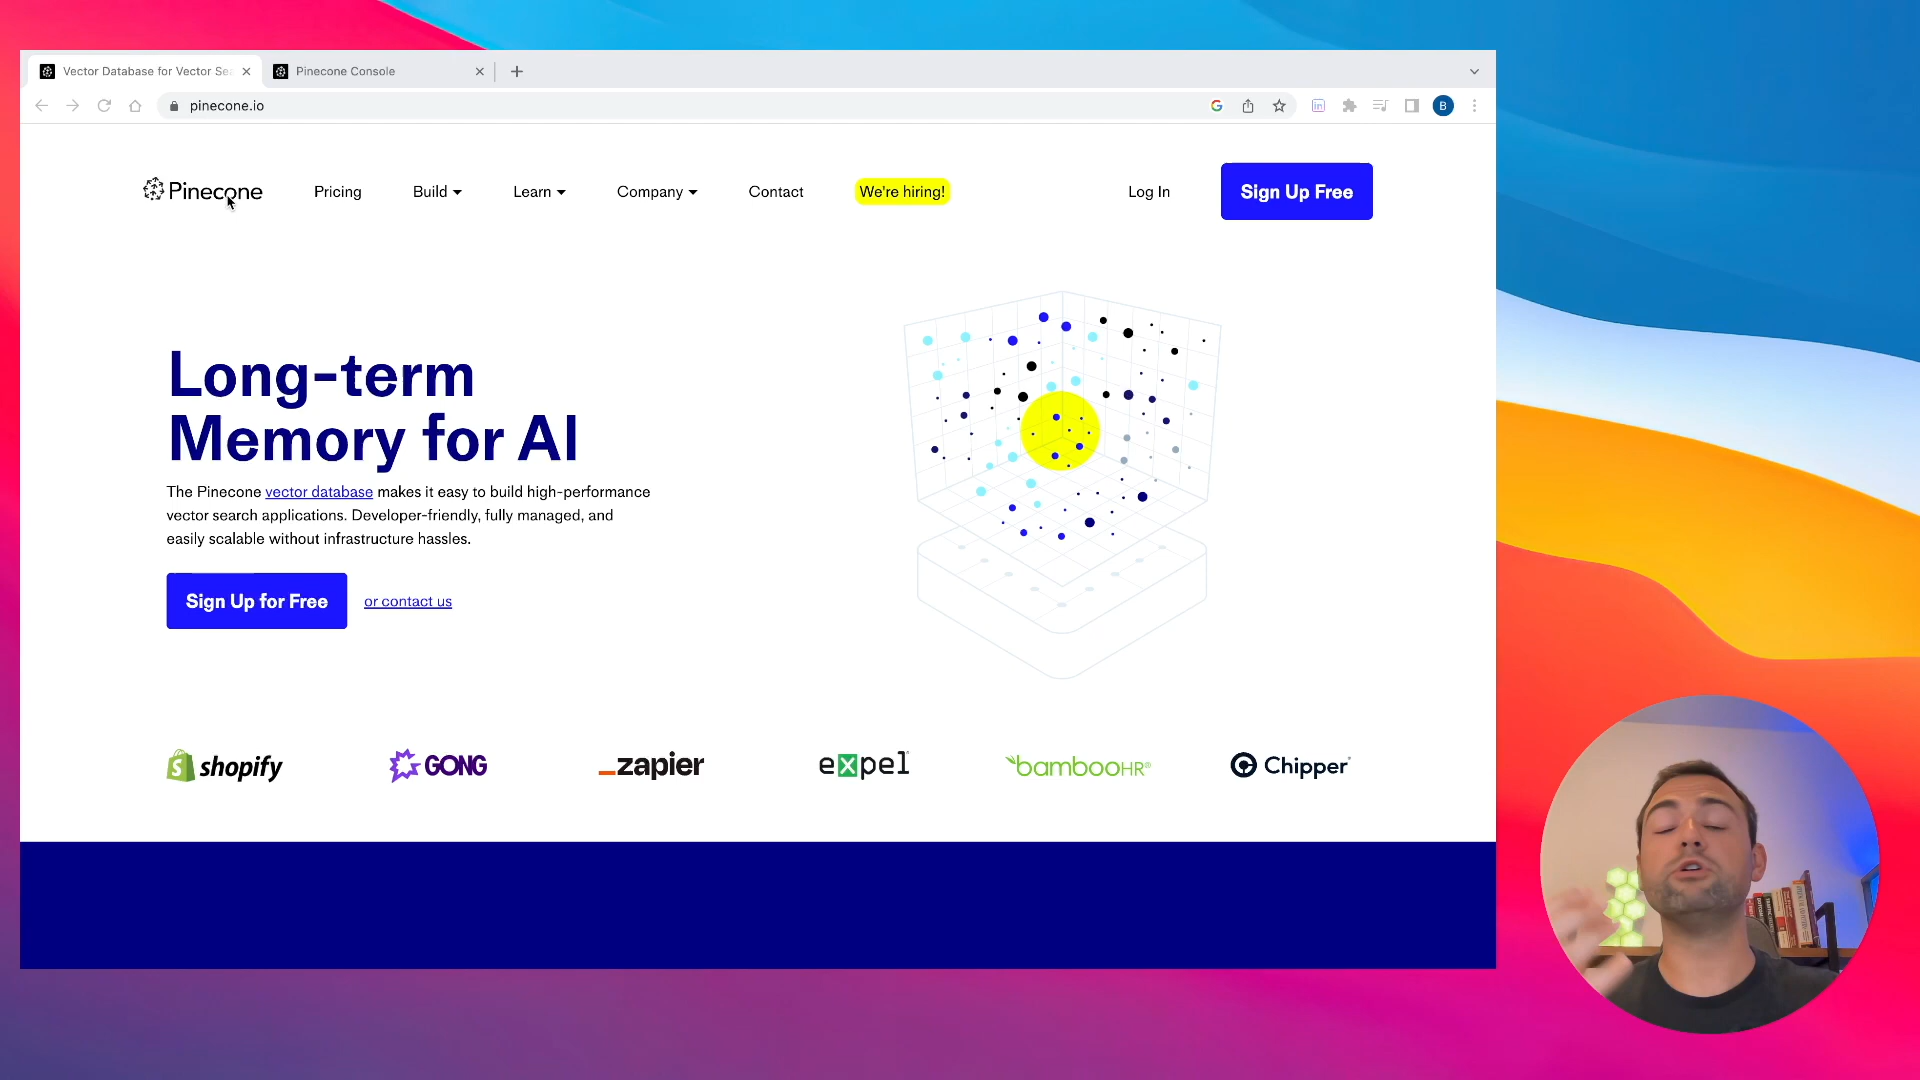 Vector Database for Vector Sea
Pinecone Console
pinecone.io
B
Pinecone
Pricing
Build
Learn
Company
Contact
We're hiring!
Log In
Sign Up Free
Long-term
Memory for AI
The Pinecone vector database makes it easy to build high-performance
vector search applications. Developer-friendly, fully managed, and
easily scalable without infrastructure hassles.
Sign Up for Free
or contact us
shopify
GONG
zapier
expel
bambooHR®
Chipper